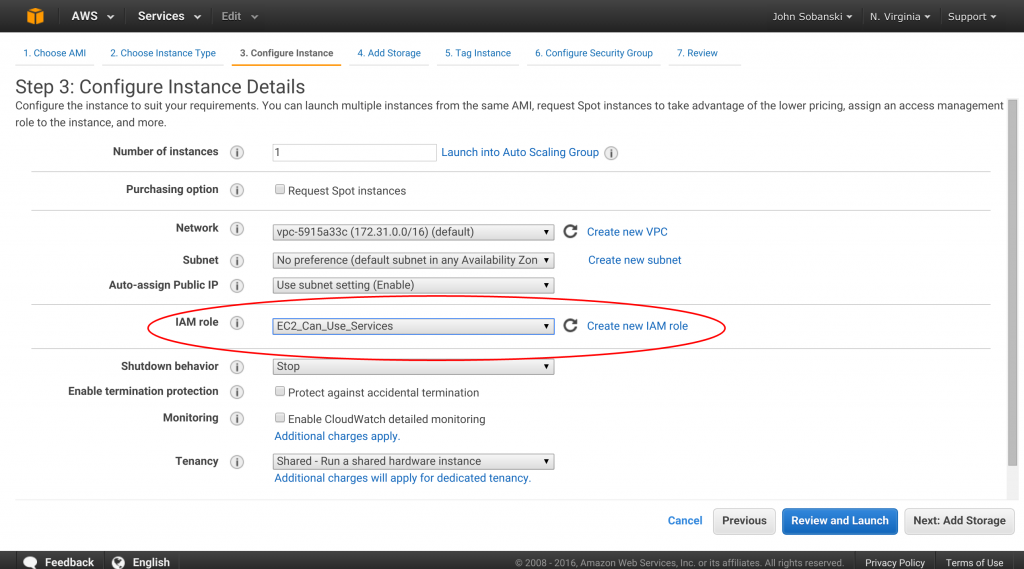 AWS Services Edit John Sobanski N. Virginia Support
1. Choose AMI 2. Choose Instance Type 3. Configure Instance 4. Add Storage 5. Tag Instance 6. Configure Security Group 7. Review
Step 3: Configure Instance Details
Configure the instance to suit your requirements. You can launch multiple instances from the same AMI, request Spot instances to take advantage of the lower pricing, assign an access management
role to the instance, and more.
Number of instances i 1 Launch into Auto Scaling Group i
Purchasing option i Request Spot instances
Network i vpc-5915a33c (172.31.0.0/16) (default) Create new VPC
Subnet i No preference (default subnet in any Availability Zon Create new subnet
Auto-assign Public IP i Use subnet setting (Enable)
IAM role i EC2_Can_Use_Services Create new IAM role
Shutdown behavior i Stop
Enable termination protection i Protect against accidental termination
Monitoring i Enable CloudWatch detailed monitoring
Additional charges apply.
Tenancy i Shared - Run a shared hardware instance
Additional charges will apply for dedicated tenancy.
Cancel Previous Review and Launch Next: Add Storage
Feedback English © 2008 - 2016, Amazon Web Services, Inc. or its affiliates. All rights reserved. Privacy Policy Terms of Use